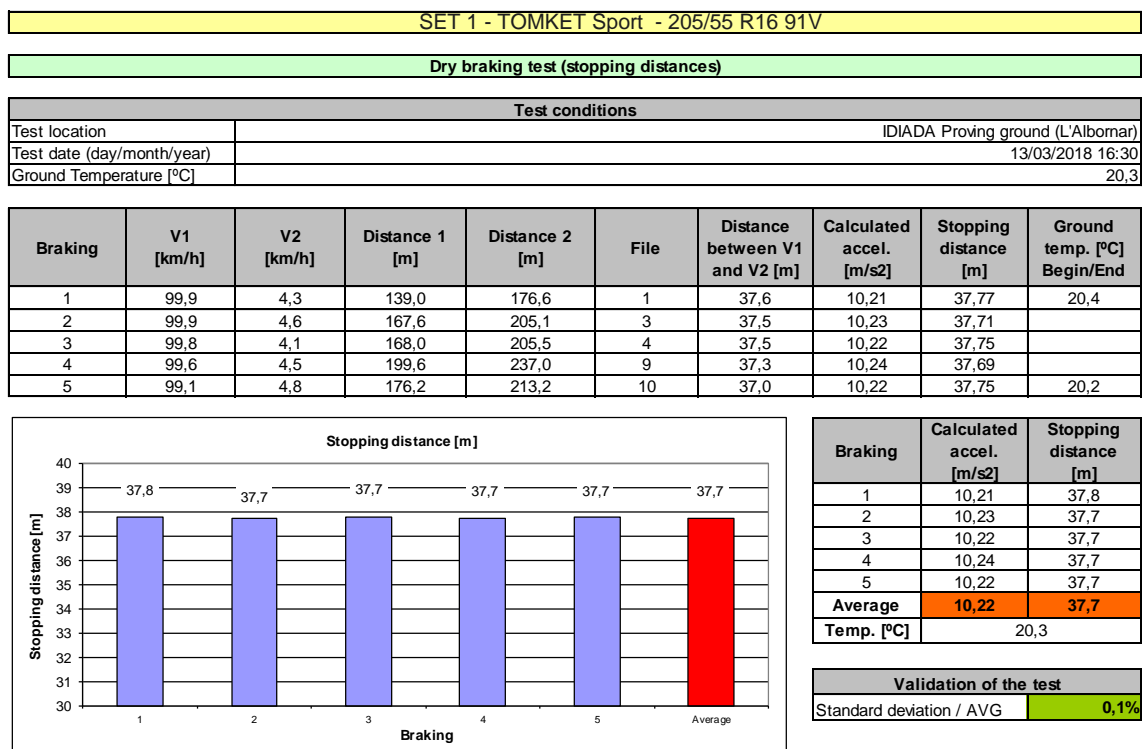 SET 1 - TOMKET Sport - 205/55 R16 91V
Dry braking test (stopping distances)
Test conditions
Test location IDIADA Proving ground (L'Albornar)
Test date (day/month/year) 13/03/2018 16:30
Ground Temperature [ºC] 20,3
Braking V1 [km/h] V2 [km/h] Distance 1 [m] Distance 2 [m] File Distance between V1 and V2 [m] Calculated accel. [m/s2] Stopping distance [m] Ground temp. [ºC] Begin/End
1 99,9 4,3 139,0 176,6 1 37,6 10,21 37,77 20,4
2 99,9 4,6 167,6 205,1 3 37,5 10,23 37,71
3 99,8 4,1 168,0 205,5 4 37,5 10,22 37,75
4 99,6 4,5 199,6 237,0 9 37,3 10,24 37,69
5 99,1 4,8 176,2 213,2 10 37,0 10,22 37,75 20,2
Stopping distance [m]
40
39
38
37
36
35
34
33
32
31
30
Stopping distance [m]
37,8 37,7 37,7 37,7 37,7 37,7
1 2 3 4 5 Average
Braking
Braking Calculated accel. [m/s2] Stopping distance [m]
1 10,21 37,8
2 10,23 37,7
3 10,22 37,7
4 10,24 37,7
5 10,22 37,7
Average 10,22 37,7
Temp. [ºC] 20,3
Validation of the test
Standard deviation / AVG 0,1%